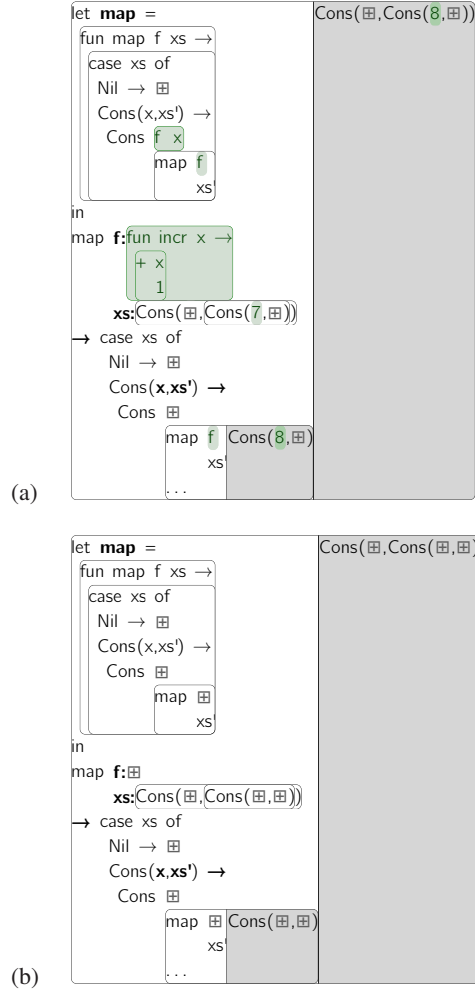 let map = Cons(⊞,Cons(8,⊞))
fun map f xs →
case xs of
Nil → ⊞
Cons(x,xs') →
Cons f x
map f
xs'
in
map f:fun incr x →
+ x
1
xs:Cons(⊞,Cons(7,⊞))
→ case xs of
Nil → ⊞
Cons(x,xs') →
Cons ⊞
map f Cons(8,⊞)
xs'
(a) ...
let map = Cons(⊞,Cons(⊞,⊞)
fun map f xs →
case xs of
Nil → ⊞
Cons(x,xs') →
Cons ⊞
map ⊞
xs'
in
map f:⊞
xs:Cons(⊞,Cons(⊞,⊞))
→ case xs of
Nil → ⊞
Cons(x,xs') →
Cons ⊞
map ⊞ Cons(⊞,⊞)
xs'
(b) ...